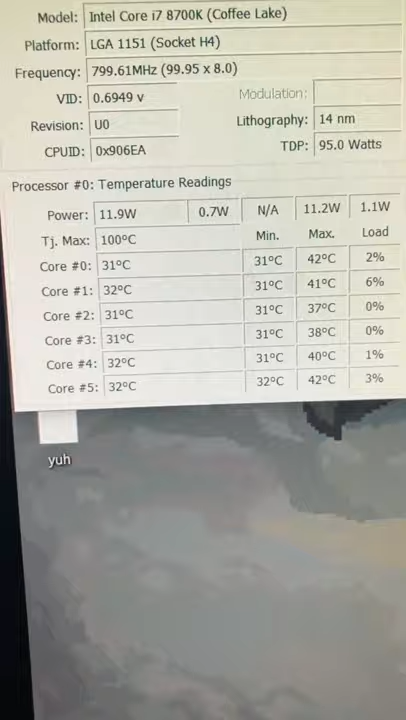 Model: Intel Core i7 8700K (Coffee Lake)
Platform: LGA 1151 (Socket H4)
Frequency: 799.61MHz (99.95 x 8.0)
VID: 0.6949 v Modulation:
Revision: U0 Lithography: 14 nm
CPUID: 0x906EA TDP: 95.0 Watts
Processor #0: Temperature Readings
Power: 11.9W 0.7W N/A 11.2W 1.1W
Tj. Max: 100°C Min. Max. Load
Core #0: 31°C 31°C 42°C 2%
Core #1: 32°C 31°C 41°C 6%
Core #2: 31°C 31°C 37°C 0%
Core #3: 31°C 31°C 38°C 0%
Core #4: 32°C 31°C 40°C 1%
Core #5: 32°C 32°C 42°C 3%
yuh